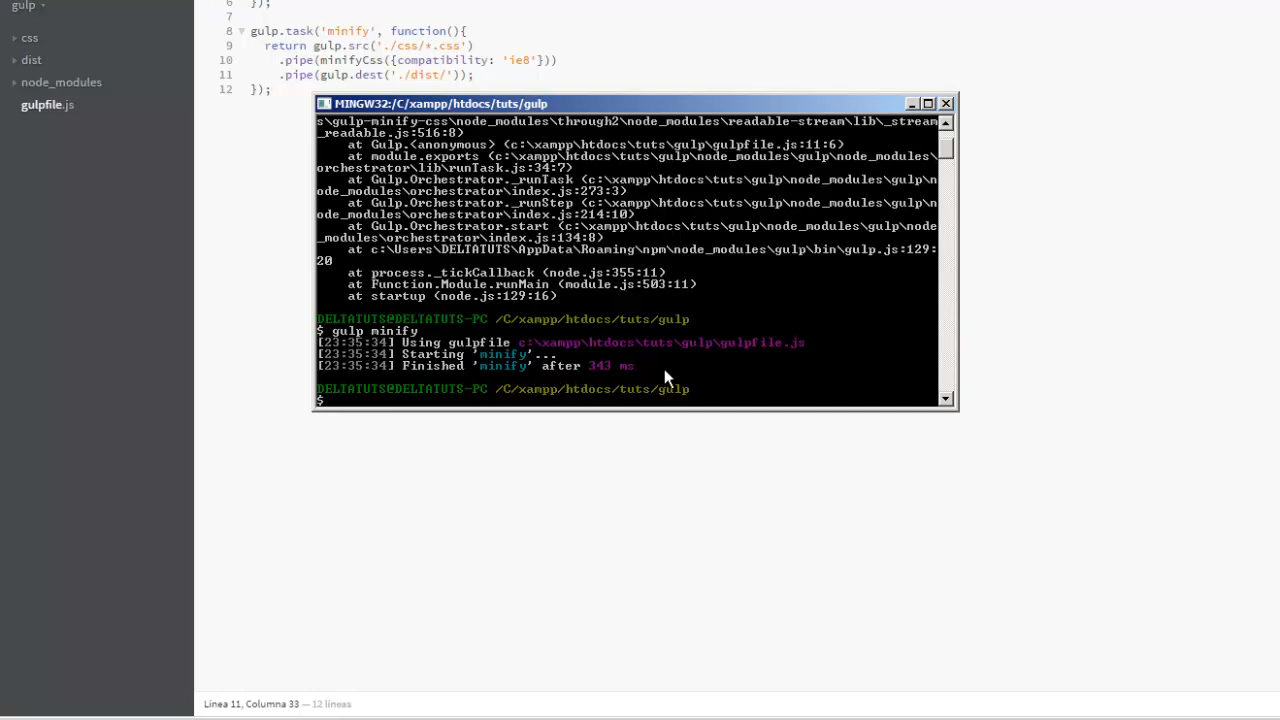 gulp
css
dist
node_modules
gulpfile.js
6 });
7
8 gulp.task('minify', function(){
9 return gulp.src('./css/*.css')
10 .pipe(minifyCss({compatibility: 'ie8'}))
11 .pipe(gulp.dest('./dist/'));
12 });
MINGW32:/C/xampp/htdocs/tuts/gulp
s\gulp-minify-css\node_modules\through2\node_modules\readable-stream\lib\_stream
_readable.js:516:8)
at Gulp.(anonymous) (c:\xampp\htdocs\tuts\gulp\gulpfile.js:11:6)
at module.exports (c:\xampp\htdocs\tuts\gulp\node_modules\gulp\node_modules\
orchestrator\lib\runTask.js:34:7)
at Gulp.Orchestrator._runTask (c:\xampp\htdocs\tuts\gulp\node_modules\gulp\n
ode_modules\orchestrator\index.js:273:3)
at Gulp.Orchestrator._runStep (c:\xampp\htdocs\tuts\gulp\node_modules\gulp\n
ode_modules\orchestrator\index.js:214:10)
at Gulp.Orchestrator.start (c:\xampp\htdocs\tuts\gulp\node_modules\gulp\node
_modules\orchestrator\index.js:134:8)
at c:\Users\DELTATUTS\AppData\Roaming\npm\node_modules\gulp\bin\gulp.js:129:
20
at process._tickCallback (node.js:355:11)
at Function.Module.runMain (module.js:503:11)
at startup (node.js:129:16)
DELTATUTS@DELTATUTS-PC /C/xampp/htdocs/tuts/gulp
$ gulp minify
[23:35:34] Using gulpfile c:\xampp\htdocs\tuts\gulp\gulpfile.js
[23:35:34] Starting 'minify'...
[23:35:34] Finished 'minify' after 343 ms
DELTATUTS@DELTATUTS-PC /C/xampp/htdocs/tuts/gulp
$
Línea 11, Columna 33 — 12 líneas